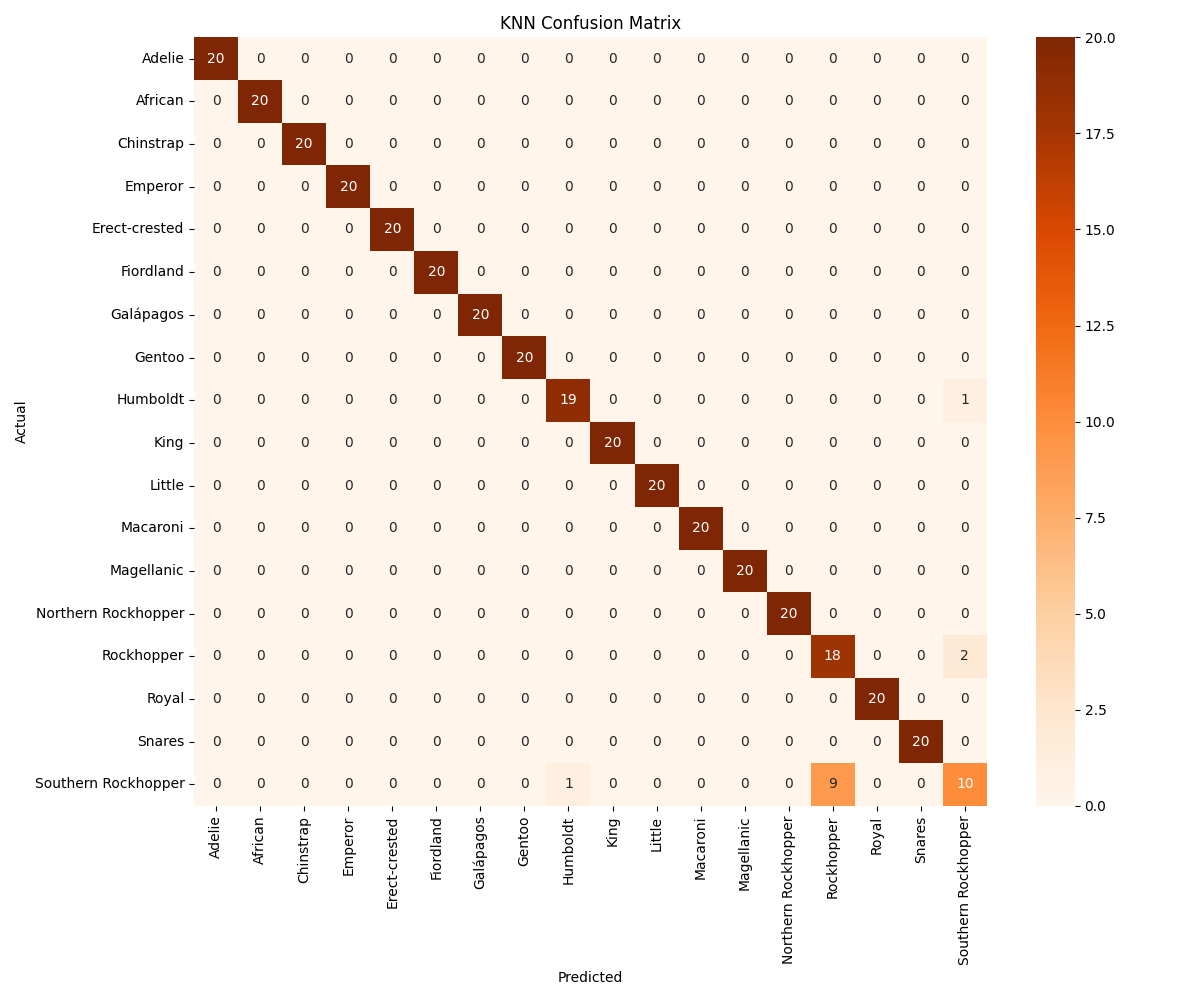 KNN Confusion Matrix
Adelie 20 0 0 0 0 0 0 0 0 0 0 0 0 0 0 0 0 0
African 0 20 0 0 0 0 0 0 0 0 0 0 0 0 0 0 0 0
Chinstrap 0 0 20 0 0 0 0 0 0 0 0 0 0 0 0 0 0 0
Emperor 0 0 0 20 0 0 0 0 0 0 0 0 0 0 0 0 0 0
Erect-crested 0 0 0 0 20 0 0 0 0 0 0 0 0 0 0 0 0 0
Fiordland 0 0 0 0 0 20 0 0 0 0 0 0 0 0 0 0 0 0
Galápagos 0 0 0 0 0 0 20 0 0 0 0 0 0 0 0 0 0 0
Gentoo 0 0 0 0 0 0 0 20 0 0 0 0 0 0 0 0 0 0
Humboldt 0 0 0 0 0 0 0 0 19 0 0 0 0 0 0 0 0 1
King 0 0 0 0 0 0 0 0 0 20 0 0 0 0 0 0 0 0
Little 0 0 0 0 0 0 0 0 0 0 20 0 0 0 0 0 0 0
Macaroni 0 0 0 0 0 0 0 0 0 0 0 20 0 0 0 0 0 0
Magellanic 0 0 0 0 0 0 0 0 0 0 0 0 20 0 0 0 0 0
Northern Rockhopper 0 0 0 0 0 0 0 0 0 0 0 0 0 20 0 0 0 0
Rockhopper 0 0 0 0 0 0 0 0 0 0 0 0 0 0 18 0 0 2
Royal 0 0 0 0 0 0 0 0 0 0 0 0 0 0 0 20 0 0
Snares 0 0 0 0 0 0 0 0 0 0 0 0 0 0 0 0 20 0
Southern Rockhopper 0 0 0 0 0 0 0 0 1 0 0 0 0 0 9 0 0 10
Actual
Adelie
African
Chinstrap
Emperor
Erect-crested
Fiordland
Galápagos
Gentoo
Humboldt
King
Little
Macaroni
Magellanic
Northern Rockhopper
Rockhopper
Royal
Snares
Southern Rockhopper
Predicted
20.0
17.5
15.0
12.5
10.0
7.5
5.0
2.5
0.0